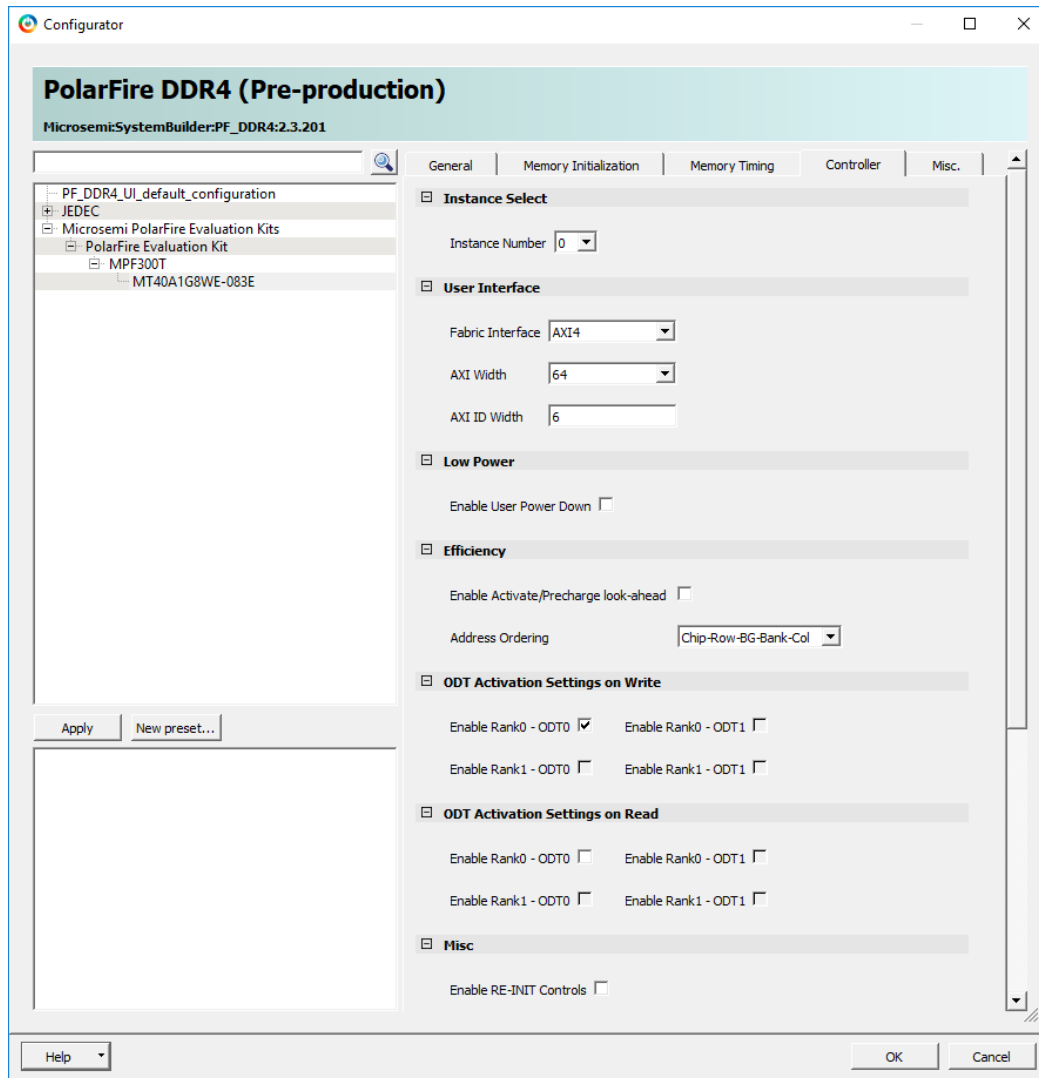 Configurator
PolarFire DDR4 (Pre-production)
Microsemi:SystemBuilder:PF_DDR4:2.3.201
PF_DDR4_UI_default_configuration
JEDEC
Microsemi PolarFire Evaluation Kits
PolarFire Evaluation Kit
MPF300T
MT40A1G8WE-083E
Apply New preset...
General Memory Initialization Memory Timing Controller Misc.
Instance Select
Instance Number 0
User Interface
Fabric Interface AXI4
AXI Width 64
AXI ID Width 6
Low Power
Enable User Power Down
Efficiency
Enable Activate/Precharge look-ahead
Address Ordering Chip-Row-BG-Bank-Col
ODT Activation Settings on Write
Enable Rank0 - ODT0 Enable Rank0 - ODT1
Enable Rank1 - ODT0 Enable Rank1 - ODT1
ODT Activation Settings on Read
Enable Rank0 - ODT0 Enable Rank0 - ODT1
Enable Rank1 - ODT0 Enable Rank1 - ODT1
Misc
Enable RE-INIT Controls
Help OK Cancel